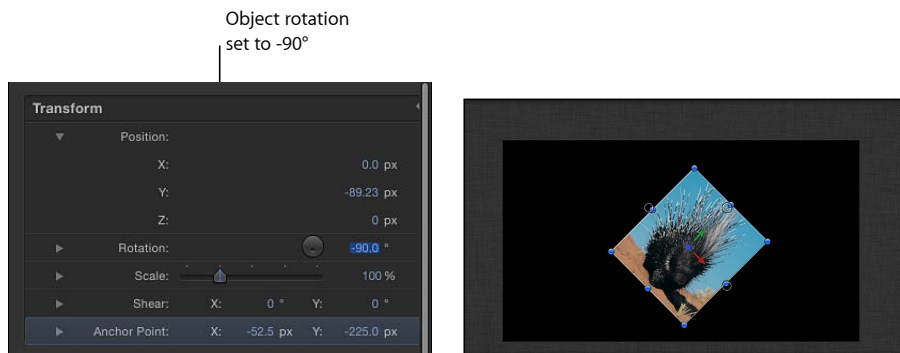 Object rotation
set to -90°
Transform
Position:
X: 0.0 px
Y: -89.23 px
Z: 0 px
Rotation: -90.0 °
Scale: 100 %
Shear: X: 0 ° Y: 0 °
Anchor Point: X: -52.5 px Y: -225.0 px